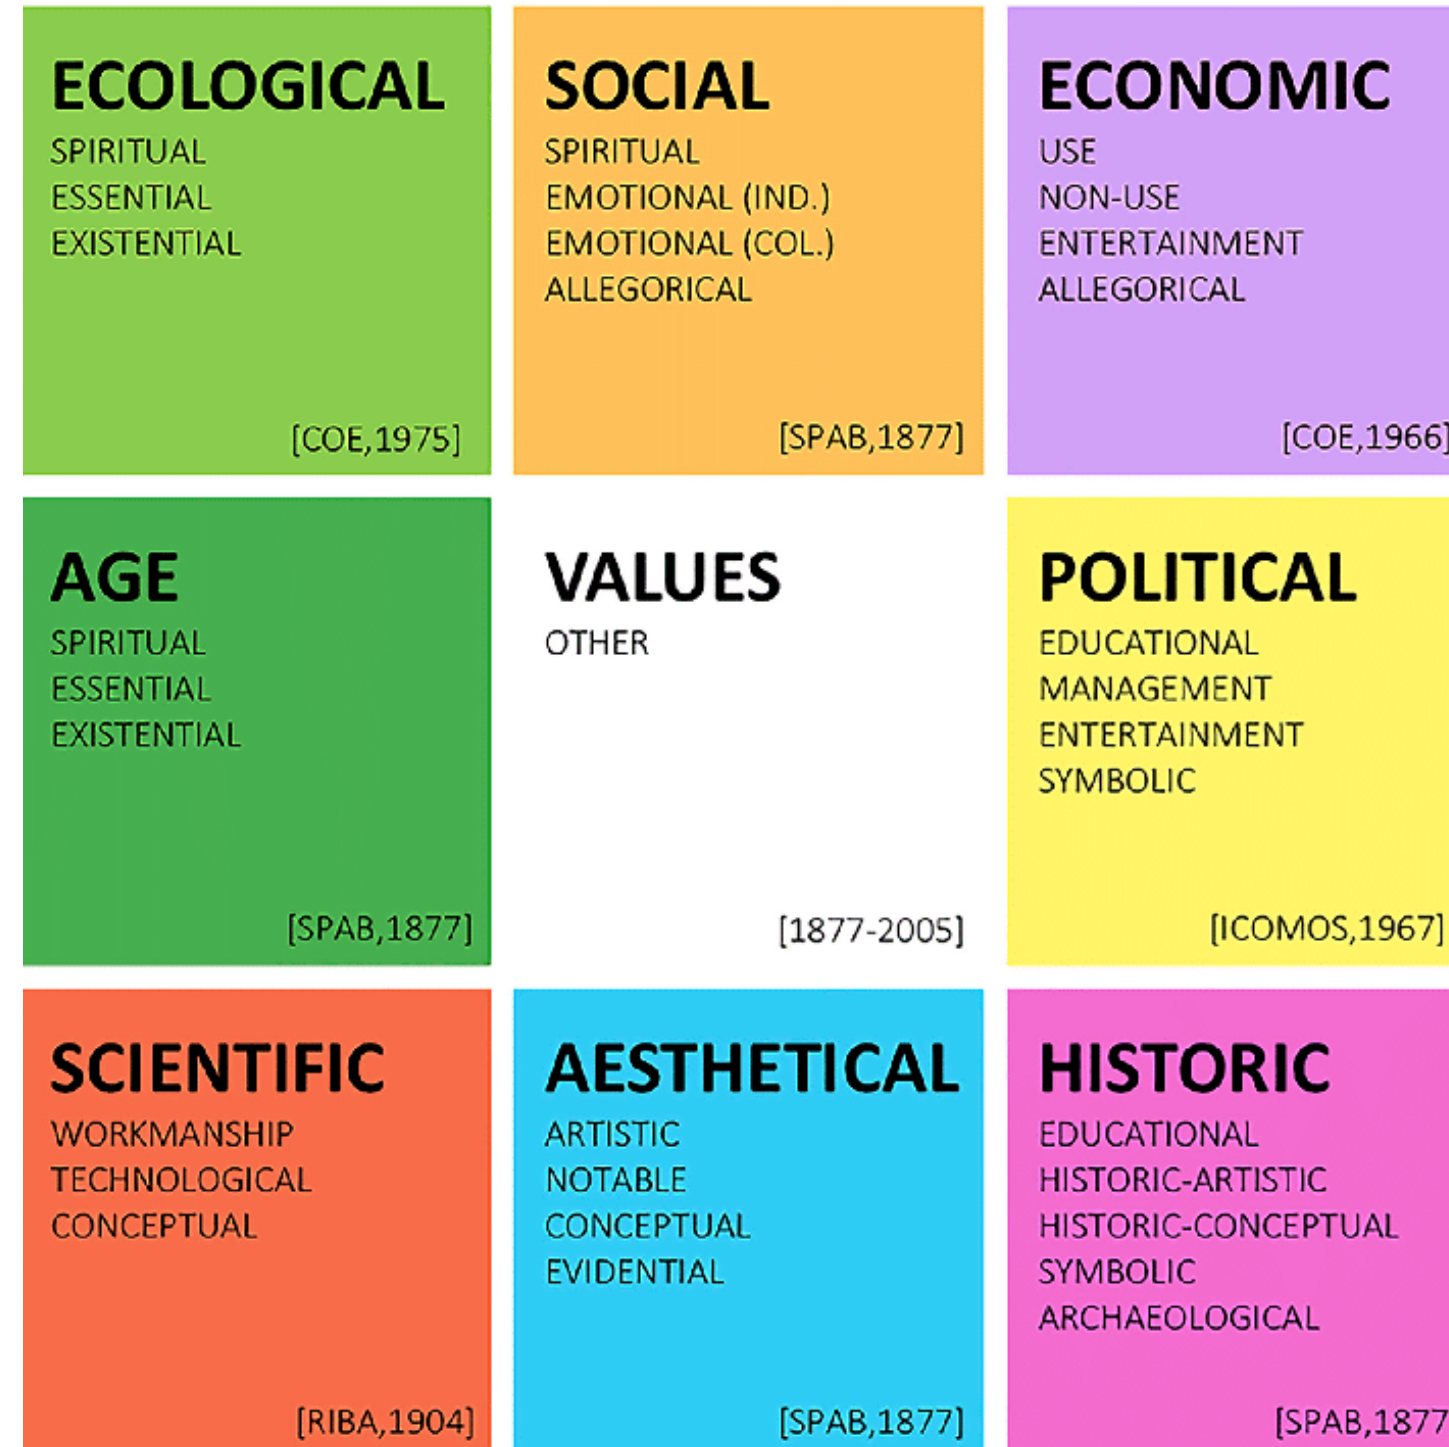 ECOLOGICAL
SPIRITUAL
ESSENTIAL
EXISTENTIAL
[COE,1975]
SOCIAL
SPIRITUAL
EMOTIONAL (IND.)
EMOTIONAL (COL.)
ALLEGORICAL
[SPAB,1877]
ECONOMIC
USE
NON-USE
ENTERTAINMENT
ALLEGORICAL
[COE,1966]
AGE
SPIRITUAL
ESSENTIAL
EXISTENTIAL
[SPAB,1877]
VALUES
OTHER
[1877-2005]
POLITICAL
EDUCATIONAL
MANAGEMENT
ENTERTAINMENT
SYMBOLIC
[ICOMOS,1967]
SCIENTIFIC
WORKMANSHIP
TECHNOLOGICAL
CONCEPTUAL
[RIBA,1904]
AESTHETICAL
ARTISTIC
NOTABLE
CONCEPTUAL
EVIDENTIAL
[SPAB,1877]
HISTORIC
EDUCATIONAL
HISTORIC-ARTISTIC
HISTORIC-CONCEPTUAL
SYMBOLIC
ARCHAEOLOGICAL
[SPAB,1877